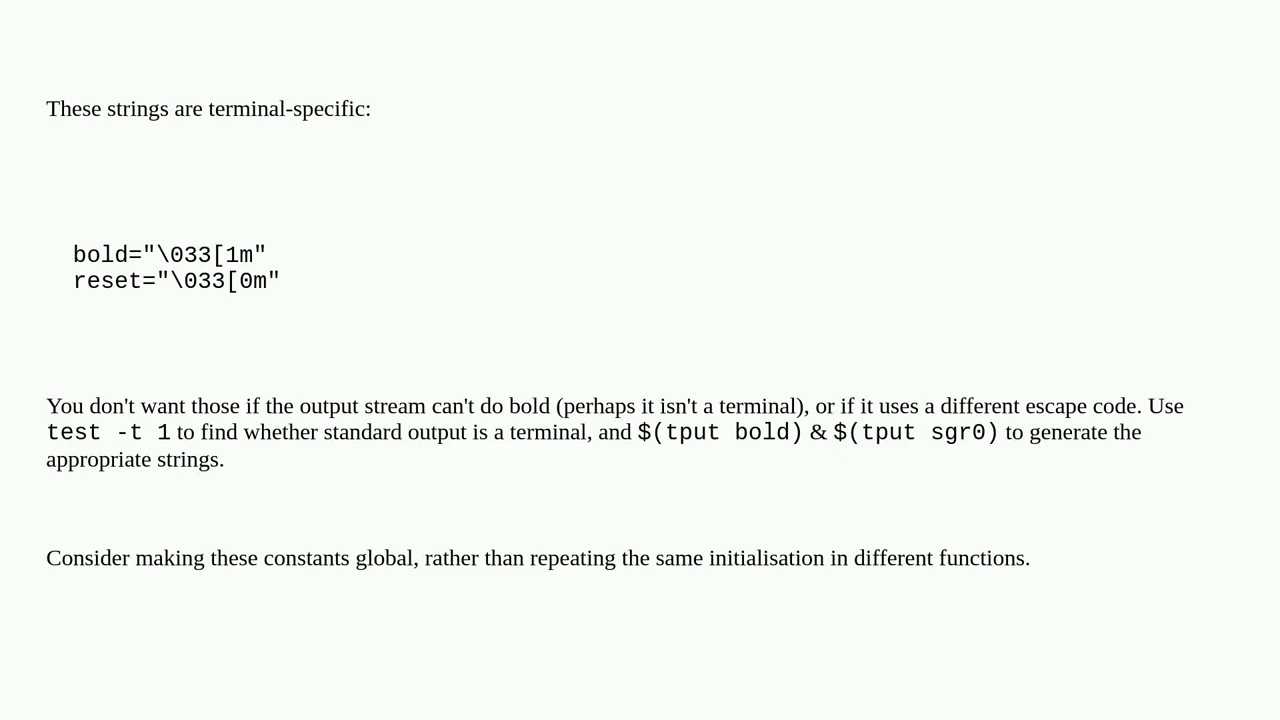 These strings are terminal-specific:
bold="\033[1m"
reset="\033[0m"
You don't want those if the output stream can't do bold (perhaps it isn't a terminal), or if it uses a different escape code. Use
test -t 1 to find whether standard output is a terminal, and $(tput bold) & $(tput sgr0) to generate the
appropriate strings.
Consider making these constants global, rather than repeating the same initialisation in different functions.